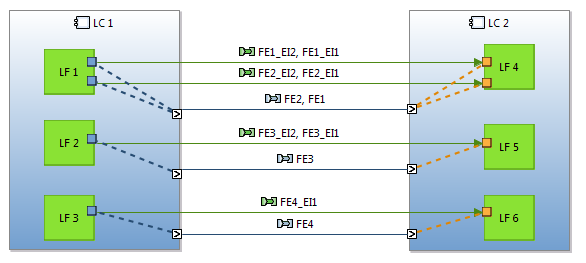 LC 1
LC 2
FE1_EI2, FE1_EI1
LF 1
LF 4
FE2_EI2, FE2_EI1
FE2, FE1
FE3_EI2, FE3_EI1
LF 2
LF 5
FE3
FE4_EI1
LF 3
LF 6
FE4